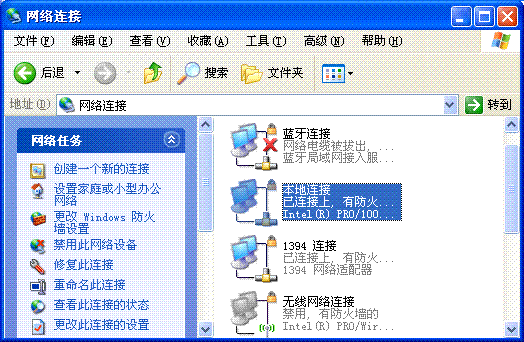 网络连接
文件(F) 编辑(E) 查看(V) 收藏(A) 工具(T) 高级(N) 帮助(H)
后退 搜索 文件夹
地址(D) 网络连接 转到
网络任务
创建一个新的连接
设置家庭或小型办公
网络
更改 Windows 防火
墙设置
禁用此网络设备
修复此连接
重命名此连接
查看此连接的状态
更改此连接的设置
蓝牙连接
网络电缆被拔出，...
蓝牙局域网接入服...
本地连接
已连接上，有防火...
Intel(R) PRO/100...
1394 连接
已连接上，有防火...
1394 网络适配器
无线网络连接
禁用，有防火墙的
Intel(R) PRO/Wir...